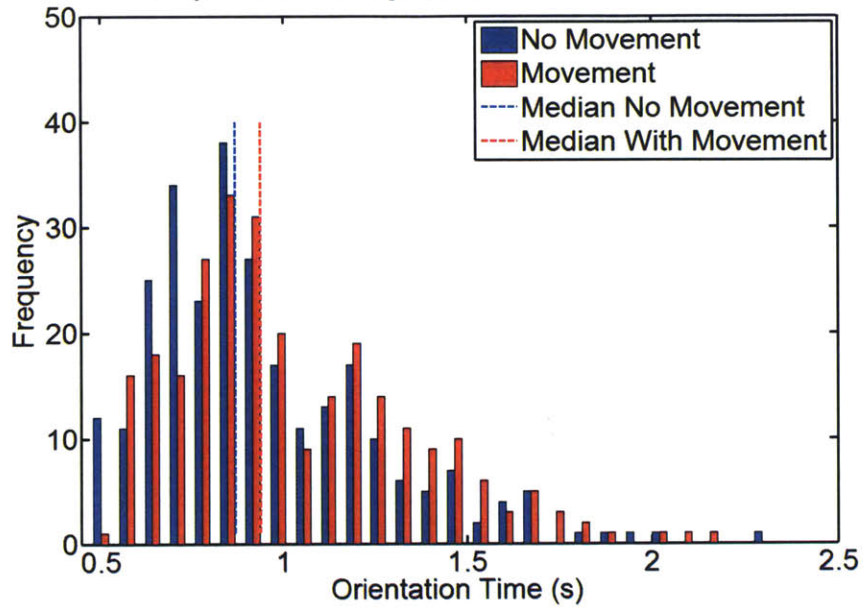 50
40
30
20
10
0
Frequency
No Movement
Movement
Median No Movement
Median With Movement
0.5
1
1.5
2
2.5
Orientation Time (s)